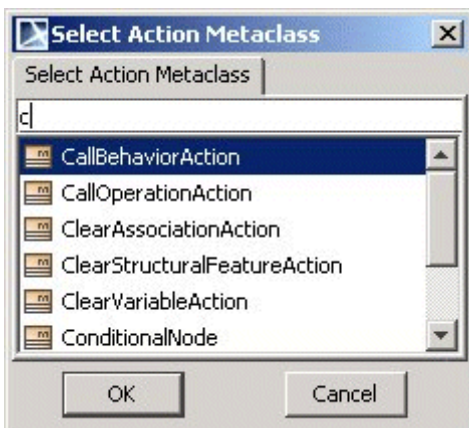 Select Action Metaclass
Select Action Metaclass
c
CallBehaviorAction
CallOperationAction
ClearAssociationAction
ClearStructuralFeatureAction
ClearVariableAction
ConditionalNode
OK Cancel